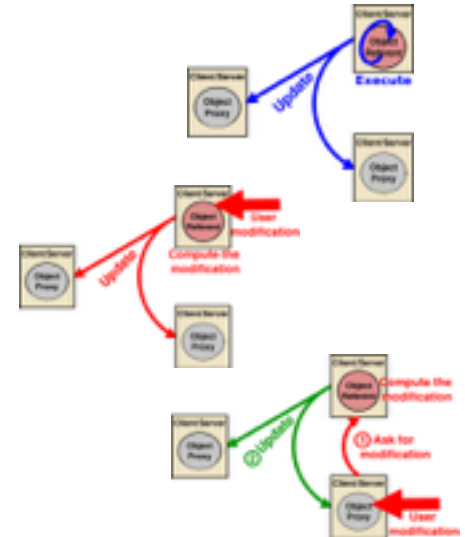 Client/Server
Object
Referent
Execute
Update
Client/Server
Object
Proxy
Client/Server
Object
Proxy
Client/Server
Object
Referent
User
modification
Compute the
modification
Update
Client/Server
Object
Proxy
Client/Server
Object
Proxy
Client/Server
Object
Referent
Compute the
modification
① Ask for
modification
② Update
Client/Server
Object
Proxy
Client/Server
Object
Proxy
User
modification